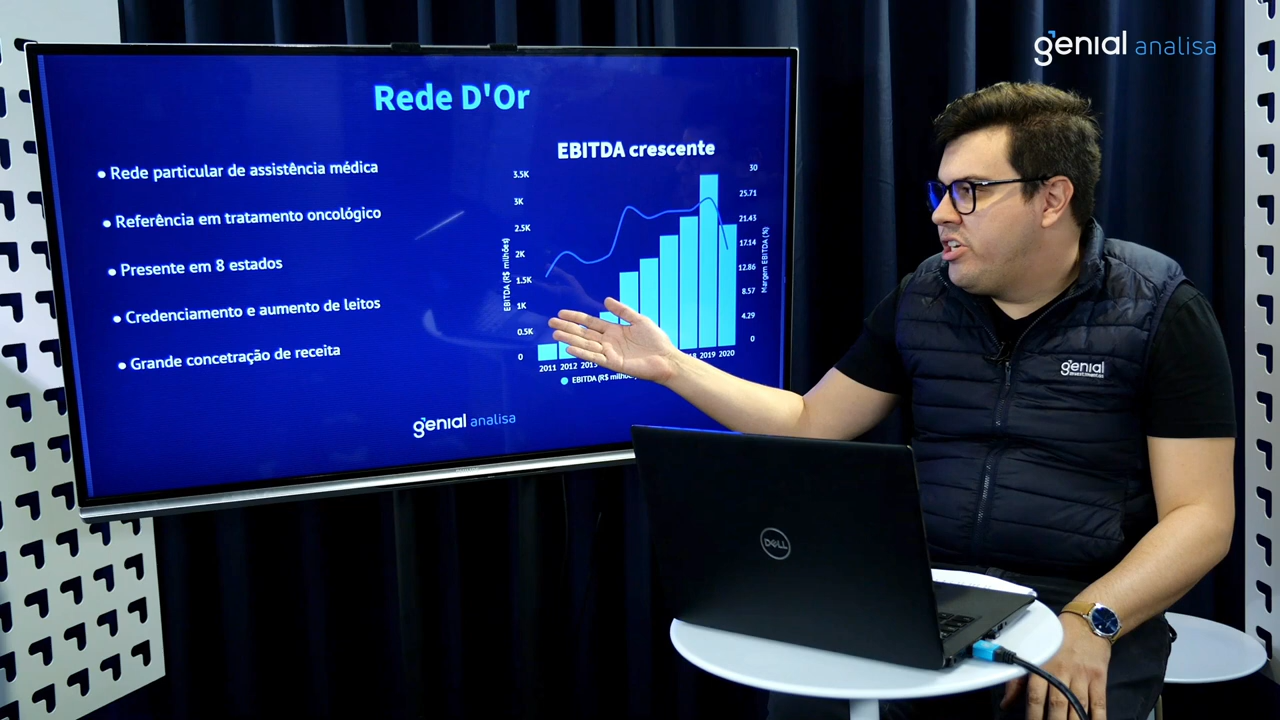 genial analisa
Rede D'Or
• Rede particular de assistência médica
• Referência em tratamento oncológico
• Presente em 8 estados
• Credenciamento e aumento de leitos
• Grande concetração de receita
EBITDA crescente
3.5K
3K
2.5K
2K
1.5K
1K
0.5K
0
EBITDA (R$ milhões)
30
25.71
21.43
17.14
12.86
8.57
4.29
0
Margem EBITDA (%)
2011 2012 2019 2020
EBITDA (R$
genial analisa
genial
DELL